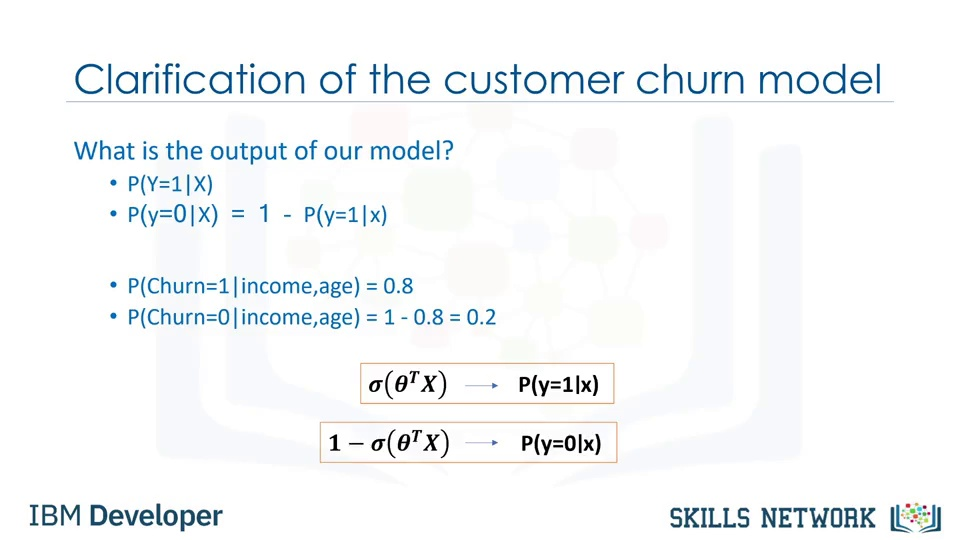 Clarification of the customer churn model
What is the output of our model?
• P(Y=1|X)
• P(y=0|X) = 1 - P(y=1|x)
• P(Churn=1|income,age) = 0.8
• P(Churn=0|income,age) = 1 - 0.8 = 0.2
σ(θᵀX) → P(y=1|x)
1 − σ(θᵀX) → P(y=0|x)
IBM Developer
SKILLS NETWORK